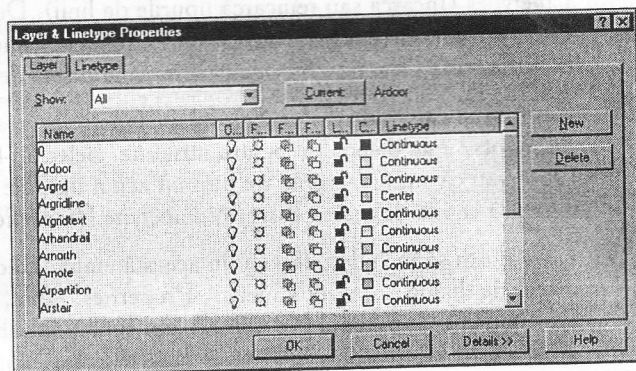 Layer & Linetype Properties
Layer Linetype
Show: All Current: Ardoor
Name O... F... F... F... L... C... Linetype
0 Continuous
Ardoor Continuous
Argrid Continuous
Argridline Center
Argridtext Continuous
Arhandrail Continuous
Arnorth Continuous
Arnote Continuous
Arpartition Continuous
Arstair Continuous
New
Delete
OK Cancel Details >> Help